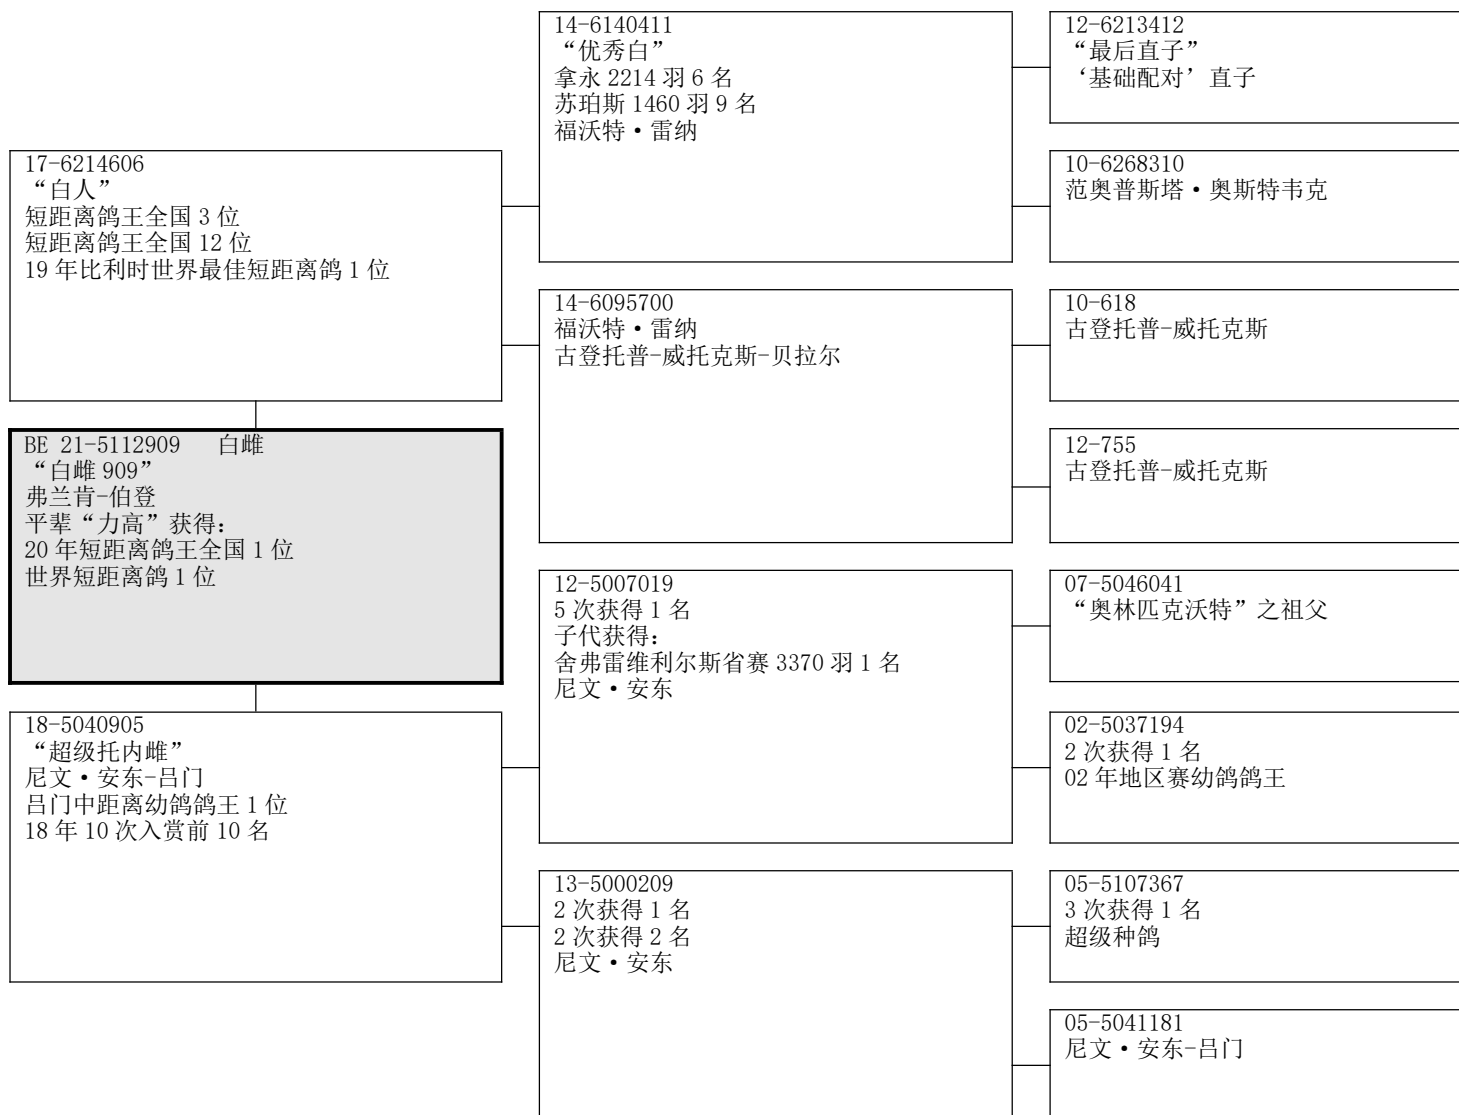 14-6140411
“优秀白”
拿永 2214 羽 6 名
苏珀斯 1460 羽 9 名
福沃特·雷纳
12-6213412
“最后直子”
‘基础配对’直子
17-6214606
“白人”
短距离鸽王全国 3 位
短距离鸽王全国 12 位
19 年比利时世界最佳短距离鸽 1 位
10-6268310
范奥普斯塔·奥斯特韦克
14-6095700
福沃特·雷纳
古登托普-威托克斯-贝拉尔
10-618
古登托普-威托克斯
BE 21-5112909 白雌
“白雌 909”
弗兰肯-伯登
平辈“力高”获得:
20 年短距离鸽王全国 1 位
世界短距离鸽 1 位
12-755
古登托普-威托克斯
12-5007019
5 次获得 1 名
子代获得:
舍弗雷维利尔斯省赛 3370 羽 1 名
尼文·安东
07-5046041
“奥林匹克沃特”之祖父
18-5040905
“超级托内雌”
尼文·安东-吕门
吕门中距离幼鸽鸽王 1 位
18 年 10 次入赏前 10 名
02-5037194
2 次获得 1 名
02 年地区赛幼鸽鸽王
13-5000209
2 次获得 1 名
2 次获得 2 名
尼文·安东
05-5107367
3 次获得 1 名
超级种鸽
05-5041181
尼文·安东-吕门